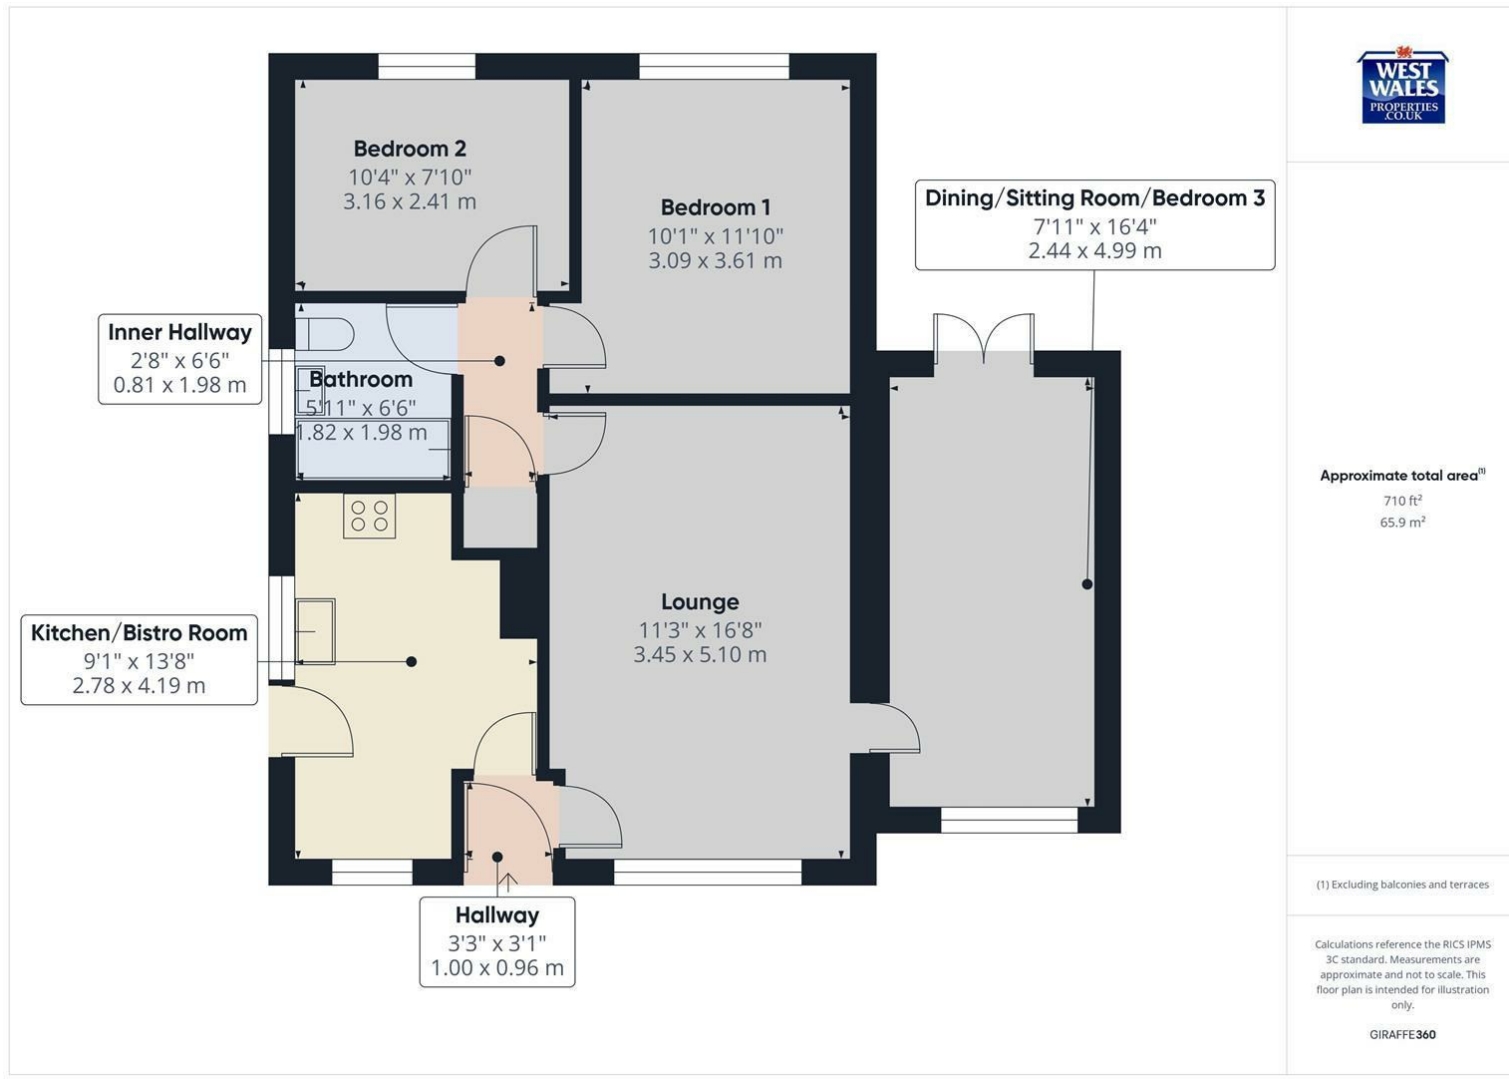 WEST
WALES
PROPERTIES
.CO.UK
Bedroom 2
10'4" x 7'10"
3.16 x 2.41 m
Bedroom 1
10'1" x 11'10"
3.09 x 3.61 m
Dining/Sitting Room/Bedroom 3
7'11" x 16'4"
2.44 x 4.99 m
Inner Hallway
2'8" x 6'6"
0.81 x 1.98 m
Bathroom
5'11" x 6'6"
1.82 x 1.98 m
Approximate total area(1)
710 ft²
65.9 m²
Lounge
11'3" x 16'8"
3.45 x 5.10 m
Kitchen/Bistro Room
9'1" x 13'8"
2.78 x 4.19 m
Hallway
3'3" x 3'1"
1.00 x 0.96 m
(1) Excluding balconies and terraces
Calculations reference the RICS IPMS
3C standard. Measurements are
approximate and not to scale. This
floor plan is intended for illustration
only.
GIRAFFE360